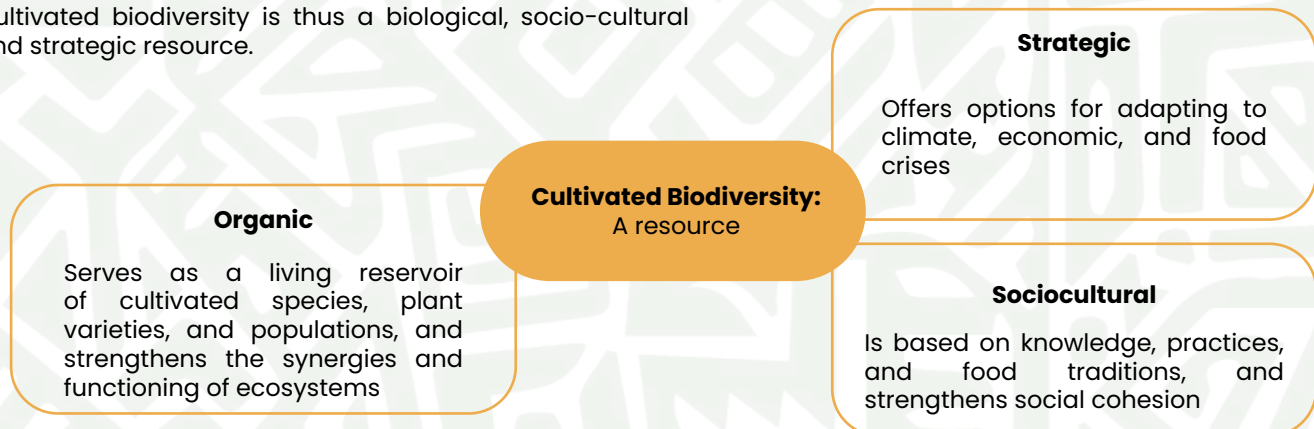 ultivated biodiversity is thus a biological, socio-cultural
nd strategic resource.
Strategic
Offers options for adapting to
climate, economic, and food
crises
Cultivated Biodiversity:
A resource
Organic
Serves as a living reservoir
of cultivated species, plant
varieties, and populations, and
strengthens the synergies and
functioning of ecosystems
Sociocultural
Is based on knowledge, practices,
and food traditions, and
strengthens social cohesion